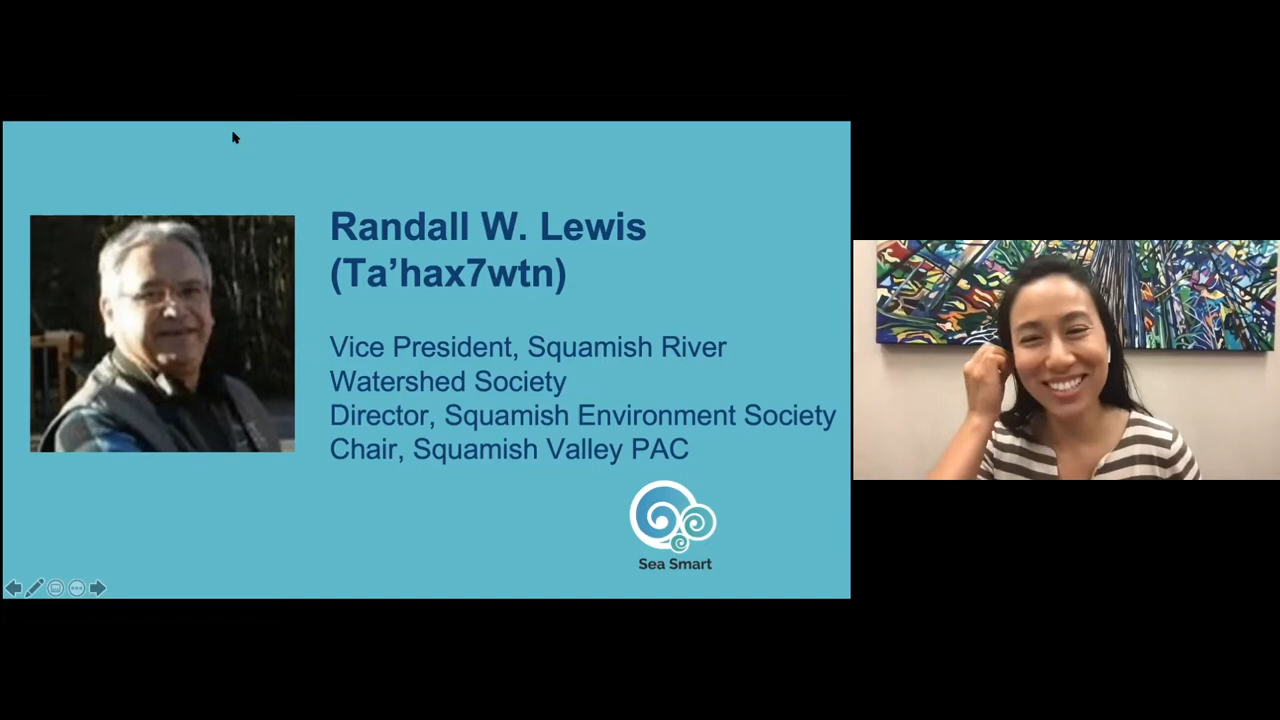 Randall W. Lewis
(Ta’hax7wtn)
Vice President, Squamish River
Watershed Society
Director, Squamish Environment Society
Chair, Squamish Valley PAC
Sea Smart